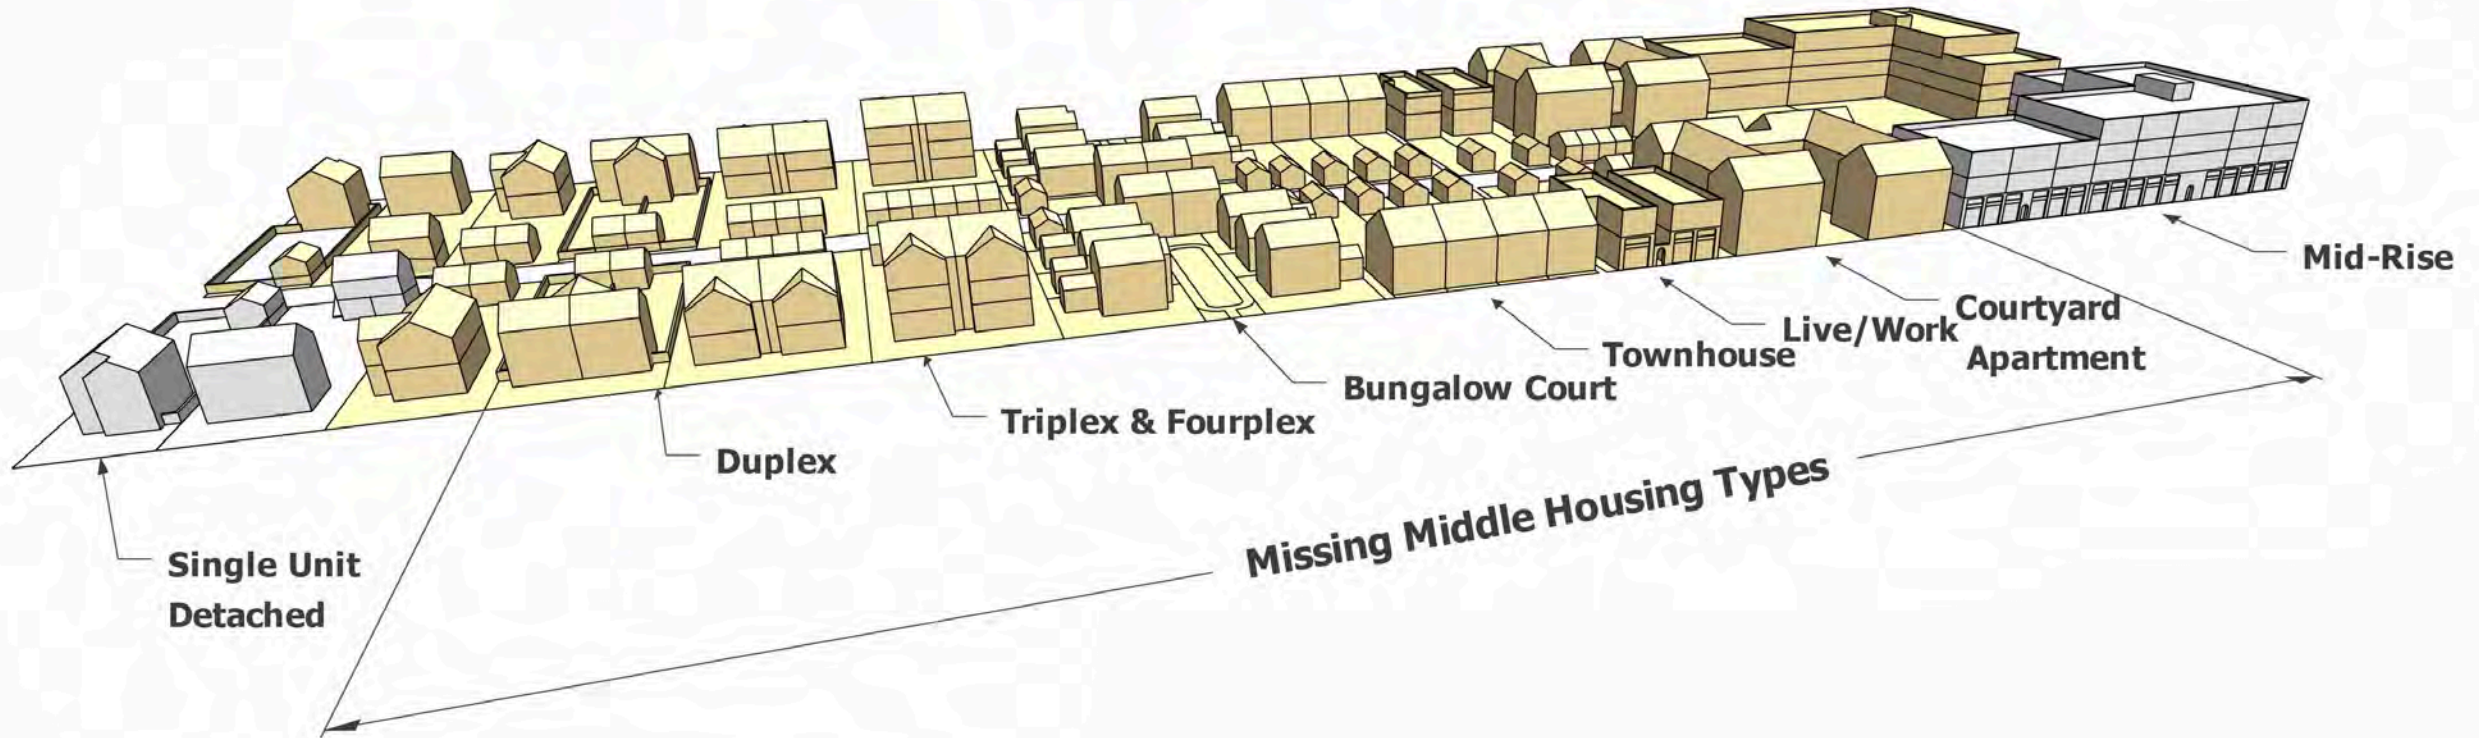 Single Unit
Detached
Duplex
Triplex & Fourplex
Bungalow Court
Townhouse
Live/Work
Courtyard
Apartment
Mid-Rise
Missing Middle Housing Types